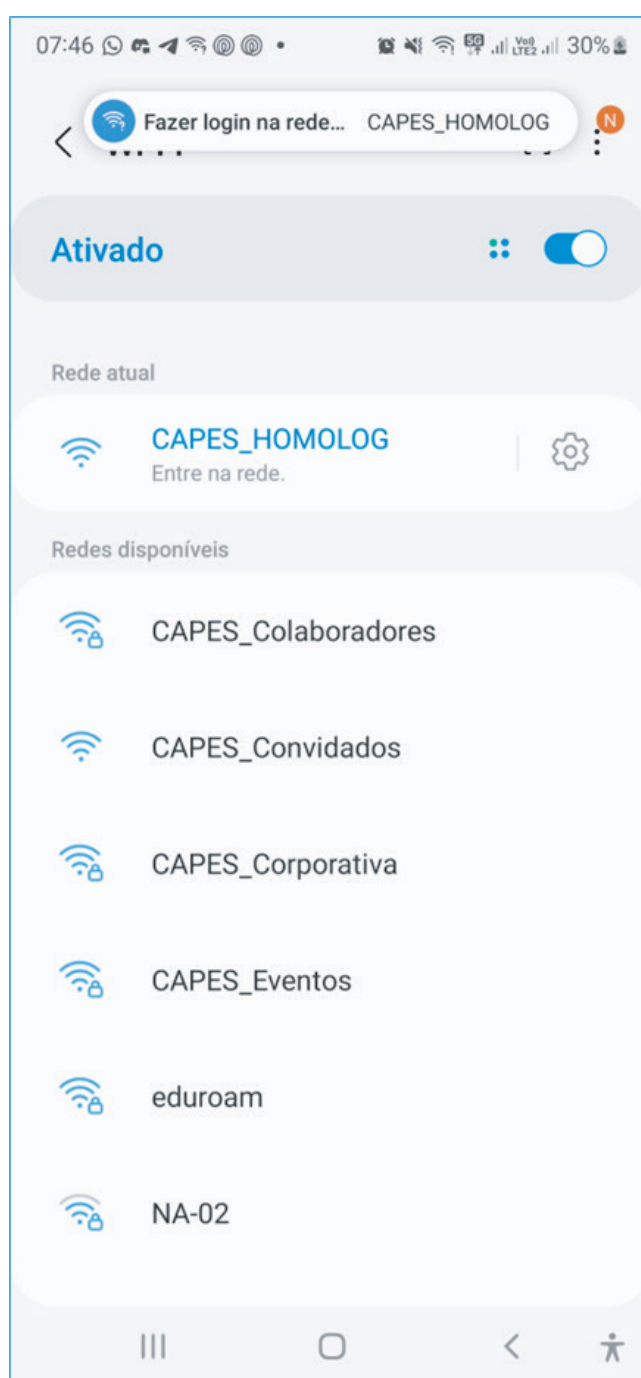 07:46 30%
Fazer login na rede... CAPES_HOMOLOG
N
Ativado
Rede atual
CAPES_HOMOLOG
Entre na rede.
Redes disponíveis
CAPES_Colaboradores
CAPES_Convidados
CAPES_Corporativa
CAPES_Eventos
eduroam
NA-02